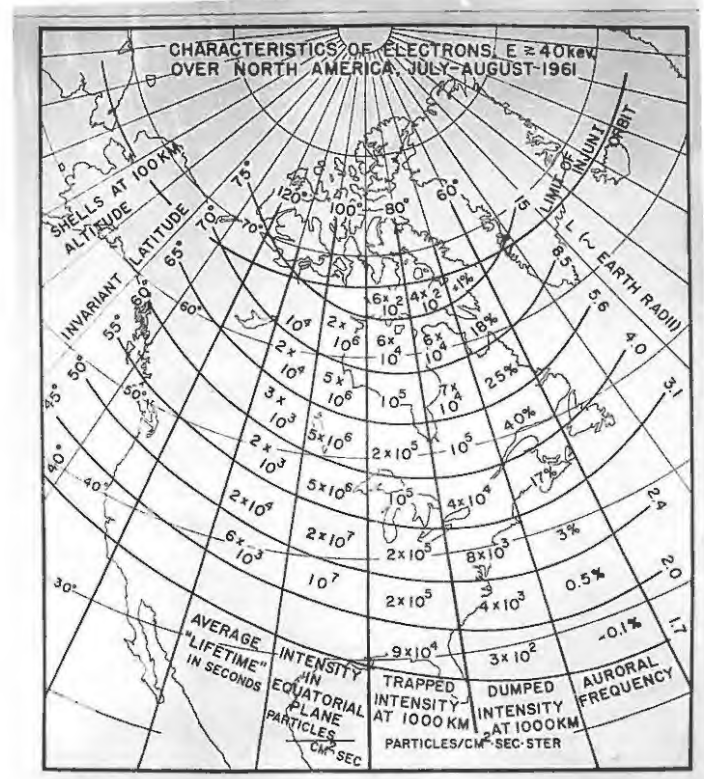 CHARACTERISTICS OF ELECTRONS, E ≥ 40 kev.
OVER NORTH AMERICA, JULY-AUGUST-1961
SHELLS AT 100 KM
ALTITUDE
INVARIANT LATITUDE
75°
70°
65°
60°
55°
50°
45°
40°
70°
60°
50°
40°
30°
120°
100°
80°
60°
LIMIT OF INJUN I
ORBIT
L (~ EARTH RADII)
15
8.5
5.6
4.0
3.1
2.4
2.0
1.7
6 x 10²
4 x 10²
<1%
10⁴
2 x 10⁶
6 x 10⁴
6 x 10⁴
18%
2 x 10⁴
5 x 10⁶
10⁵
7 x 10⁴
25%
3 x 10³
5 x 10⁶
2 x 10⁵
10⁵
40%
2 x 10³
5 x 10⁶
10⁵
4 x 10⁴
17%
2 x 10⁴
2 x 10⁷
2 x 10⁵
8 x 10³
3%
6 x 10³
10⁷
2 x 10⁵
4 x 10³
0.5%
9 x 10⁴
3 x 10²
~0.1%
AVERAGE
"LIFETIME"
IN SECONDS
INTENSITY
IN
EQUATORIAL
PLANE
PARTICLES
CM² SEC
TRAPPED
INTENSITY
AT 1000 KM
DUMPED
INTENSITY
AT 1000 KM
PARTICLES/CM²·SEC·STER
AURORAL
FREQUENCY